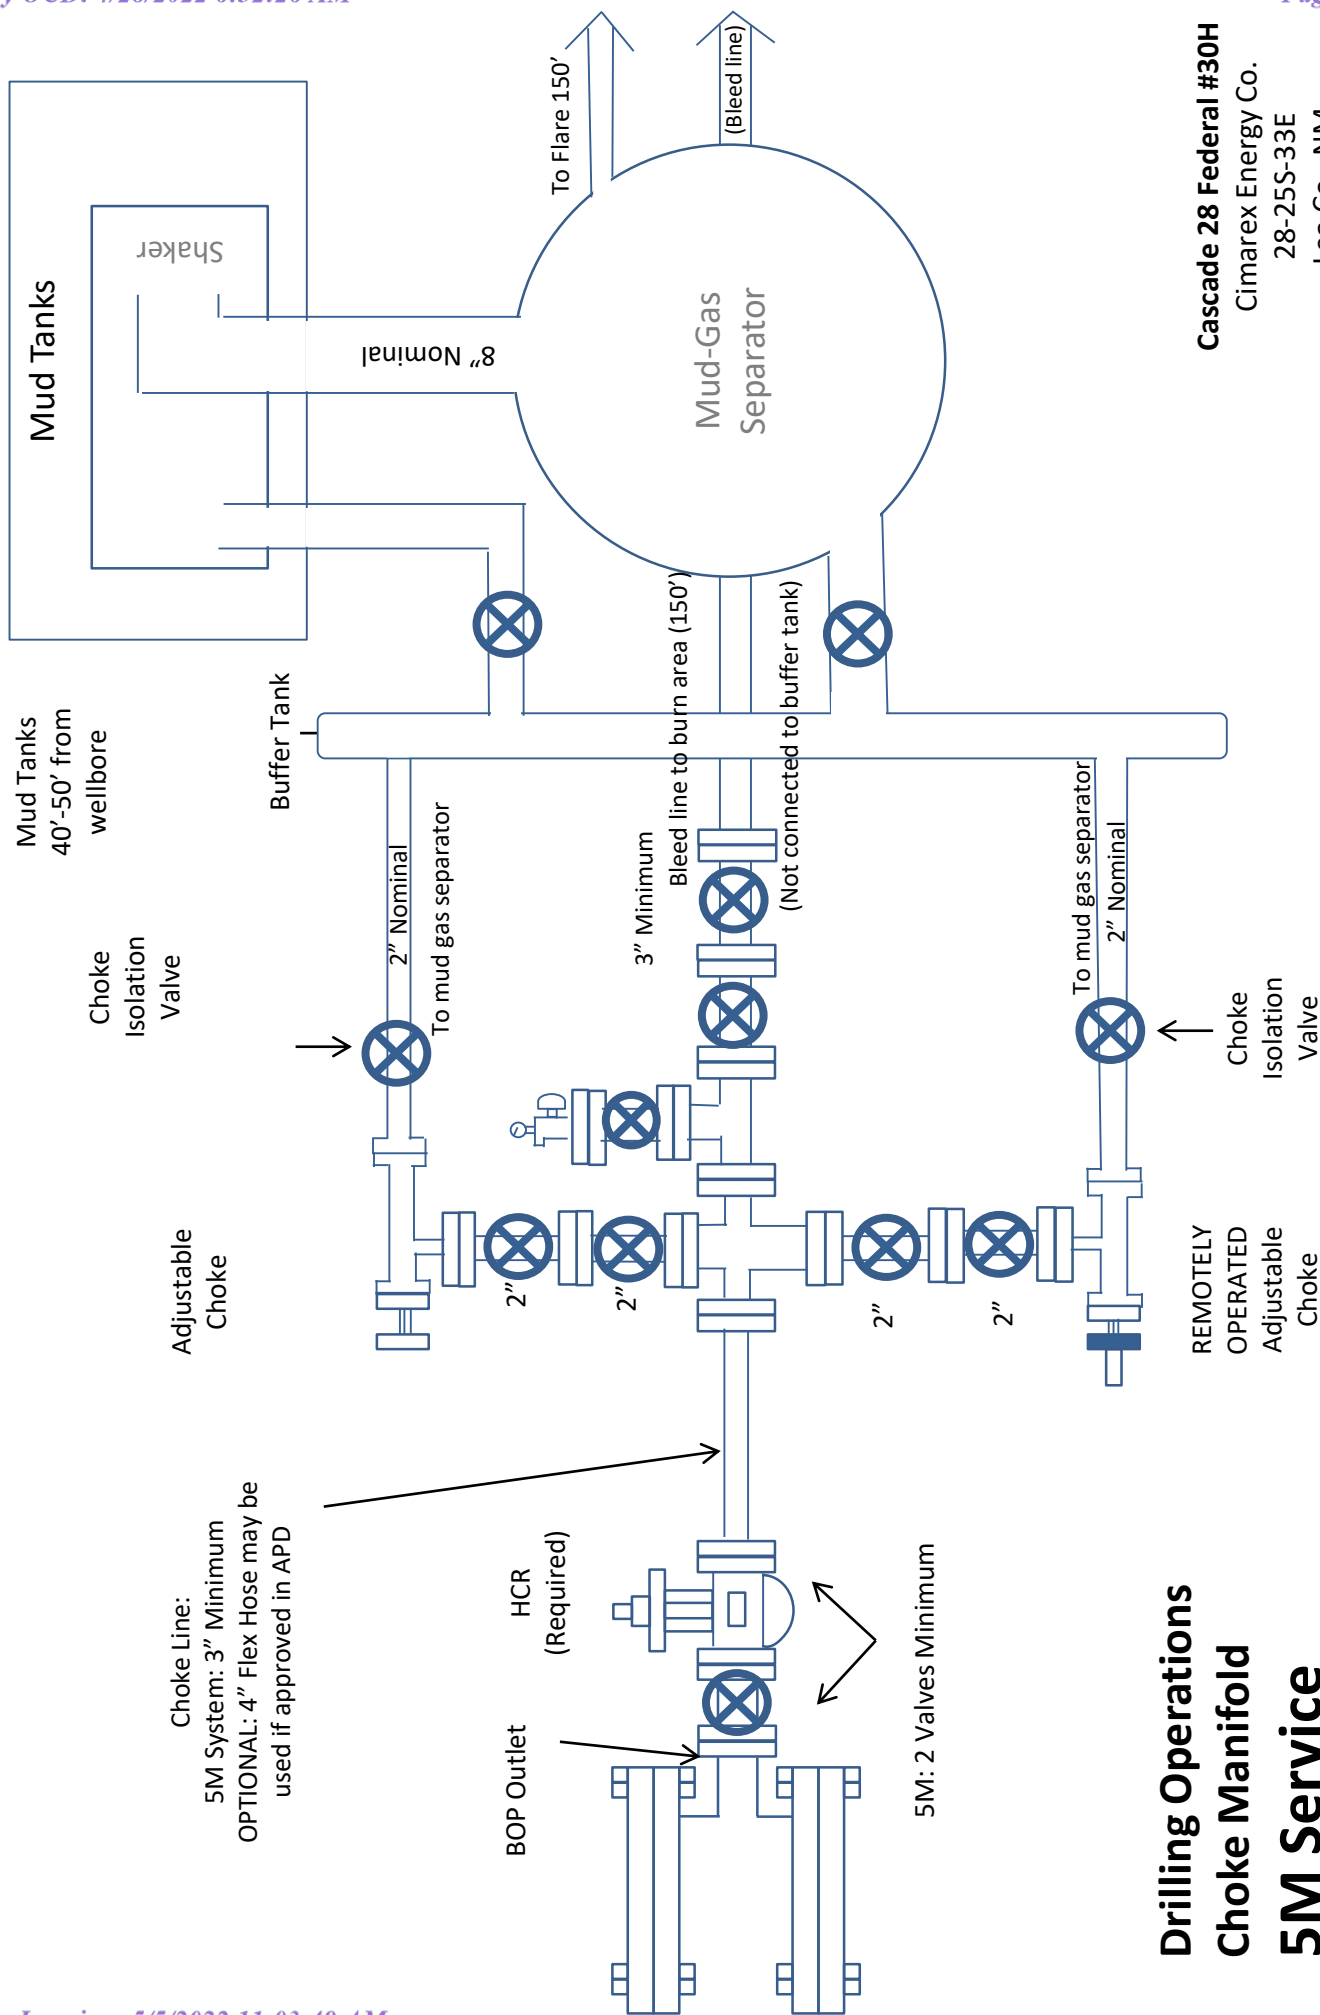 Mud Tanks
Shaker
8” Nominal
To Flare 150’
(Bleed line)
Mud-Gas
Separator
Cascade 28 Federal #30H
Cimarex Energy Co.
28-25S-33E
Mud Tanks
40’-50’ from
wellbore
Buffer Tank
Bleed line to burn area (150’)
(Not connected to buffer tank)
3” Minimum
2” Nominal
To mud gas separator
To mud gas separator
2” Nominal
Choke
Isolation
Valve
Choke
Isolation
Valve
Adjustable
Choke
2”
2”
2”
2”
REMOTELY
OPERATED
Adjustable
Choke
Choke Line:
5M System: 3” Minimum
OPTIONAL: 4” Flex Hose may be
used if approved in APD
HCR
(Required)
BOP Outlet
5M: 2 Valves Minimum
Drilling Operations
Choke Manifold
5M Service